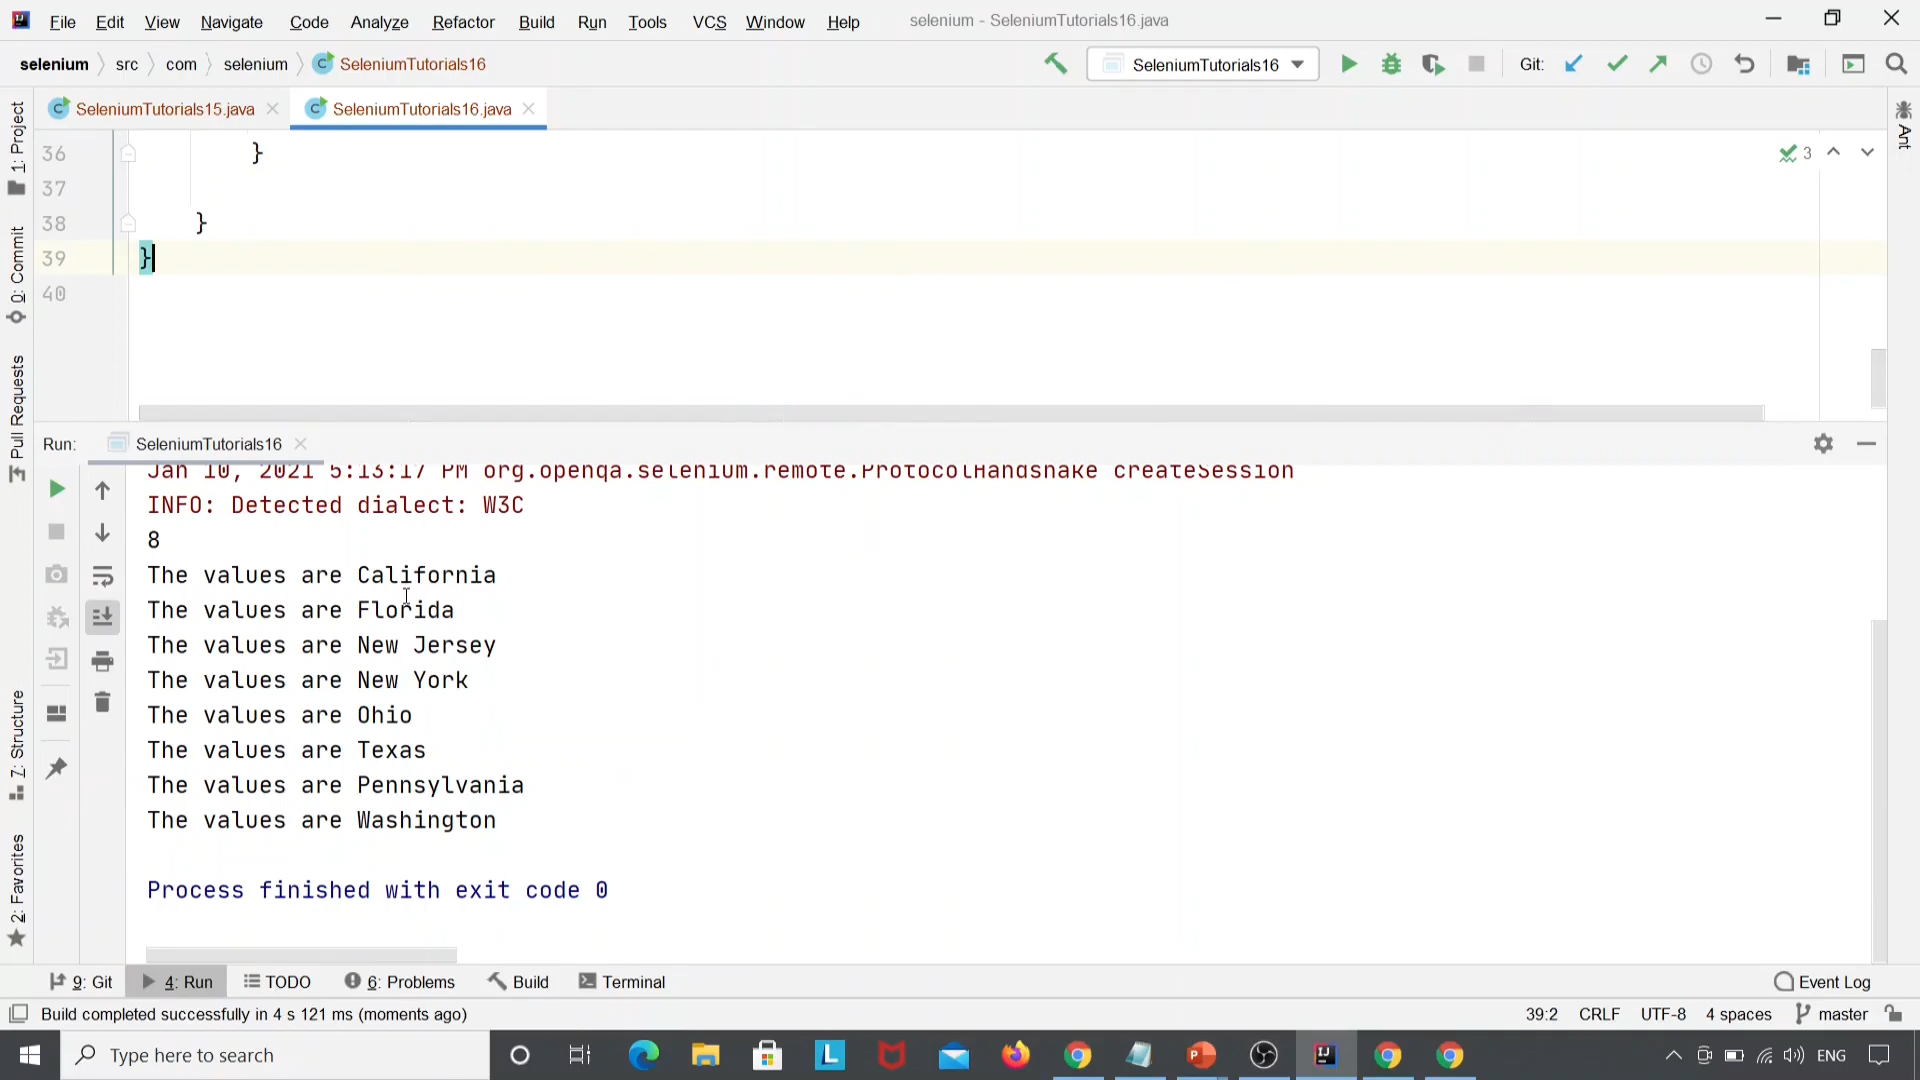 File Edit View Navigate Code Analyze Refactor Build Run Tools VCS Window Help selenium - SeleniumTutorials16.java
selenium src com selenium SeleniumTutorials16 SeleniumTutorials16 Git:
SeleniumTutorials15.java SeleniumTutorials16.java
1: Project
0: Commit
Pull Requests
Z: Structure
2: Favorites
Ant
36 } 3
37
38 }
39 }
40
Run: SeleniumTutorials16
Jan 10, 2021 5:13:17 PM org.openqa.selenium.remote.ProtocolHandshake createSession
INFO: Detected dialect: W3C
8
The values are California
The values are Florida
The values are New Jersey
The values are New York
The values are Ohio
The values are Texas
The values are Pennsylvania
The values are Washington
Process finished with exit code 0
9: Git 4: Run TODO 6: Problems Build Terminal Event Log
Build completed successfully in 4 s 121 ms (moments ago) 39:2 CRLF UTF-8 4 spaces master
Type here to search ENG